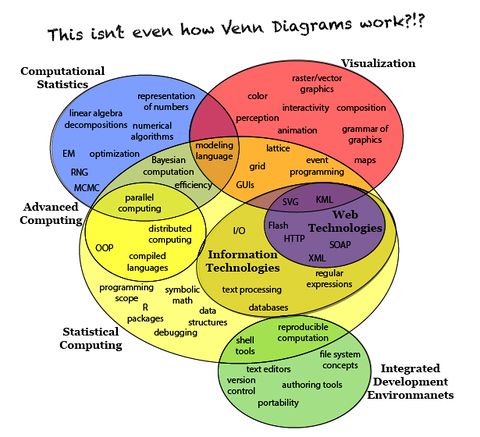 This isn't even how Venn Diagrams work?!?
Computational
Statistics
Visualization
representation
of numbers
linear algebra
decompositions
numerical
algorithms
EM
optimization
RNG
MCMC
Bayesian
computation
efficiency
modeling
language
color
perception
raster/vector
graphics
interactivity
composition
animation
grammar of
graphics
maps
lattice
grid
GUIs
event
programming
Advanced
Computing
parallel
computing
distributed
computing
OOP
compiled
languages
SVG
KML
Web
Technologies
Flash
HTTP
SOAP
XML
I/O
Information
Technologies
regular
expressions
text processing
databases
programming
scope
symbolic
math
R
packages
data
structures
debugging
Statistical
Computing
reproducible
computation
shell
tools
file system
concepts
text editors
version
control
authoring tools
portability
Integrated
Development
Environmanets